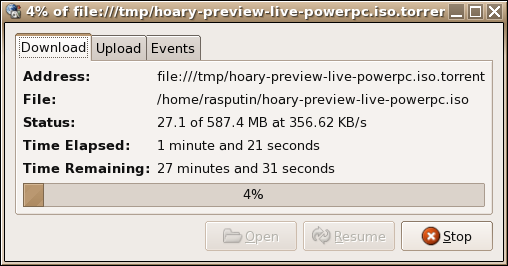 4% of file:///tmp/hoary-preview-live-powerpc.iso.torrer
Download Upload Events
Address: file:///tmp/hoary-preview-live-powerpc.iso.torrent
File: /home/rasputin/hoary-preview-live-powerpc.iso
Status: 27.1 of 587.4 MB at 356.62 KB/s
Time Elapsed: 1 minute and 21 seconds
Time Remaining: 27 minutes and 31 seconds
4%
Open Resume Stop